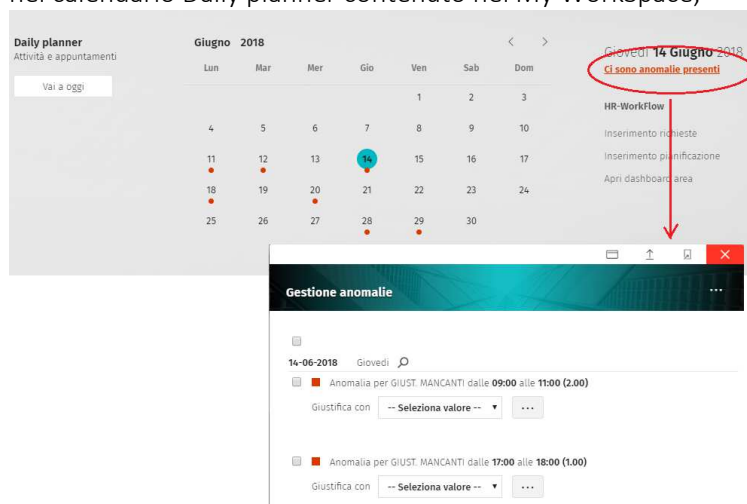 nel calendario Daily planner contenuto nel My Workspace)
Daily planner
Attività e appuntamenti
Vai a oggi
Giugno 2018
Lun Mar Mer Gio Ven Sab Dom
1 2 3
4 5 6 7 8 9 10
11 12 13 14 15 16 17
18 19 20 21 22 23 24
25 26 27 28 29 30
Giovedì 14 Giugno 2018
Ci sono anomalie presenti
HR-WorkFlow
Inserimento richieste
Inserimento pianificazione
Apri dashboard area
Gestione anomalie
...
14-06-2018 Giovedì
Anomalia per GIUST. MANCANTI dalle 09:00 alle 11:00 (2.00)
Giustifica con -- Seleziona valore -- ...
Anomalia per GIUST. MANCANTI dalle 17:00 alle 18:00 (1.00)
Giustifica con -- Seleziona valore -- ...